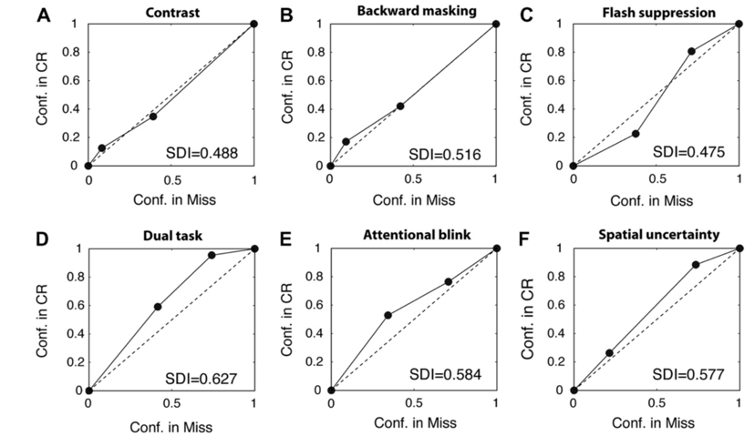 A Contrast
Conf. in CR
1
0.8
0.6
0.4
0.2
0
SDI=0.488
0 0.5 1
Conf. in Miss
B Backward masking
Conf. in CR
1
0.8
0.6
0.4
0.2
0
SDI=0.516
0 0.5 1
Conf. in Miss
C Flash suppression
Conf. in CR
1
0.8
0.6
0.4
0.2
0
SDI=0.475
0 0.5 1
Conf. in Miss
D Dual task
Conf. in CR
1
0.8
0.6
0.4
0.2
0
SDI=0.627
0 0.5 1
Conf. in Miss
E Attentional blink
Conf. in CR
1
0.8
0.6
0.4
0.2
0
SDI=0.584
0 0.5 1
Conf. in Miss
F Spatial uncertainty
Conf. in CR
1
0.8
0.6
0.4
0.2
0
SDI=0.577
0 0.5 1
Conf. in Miss